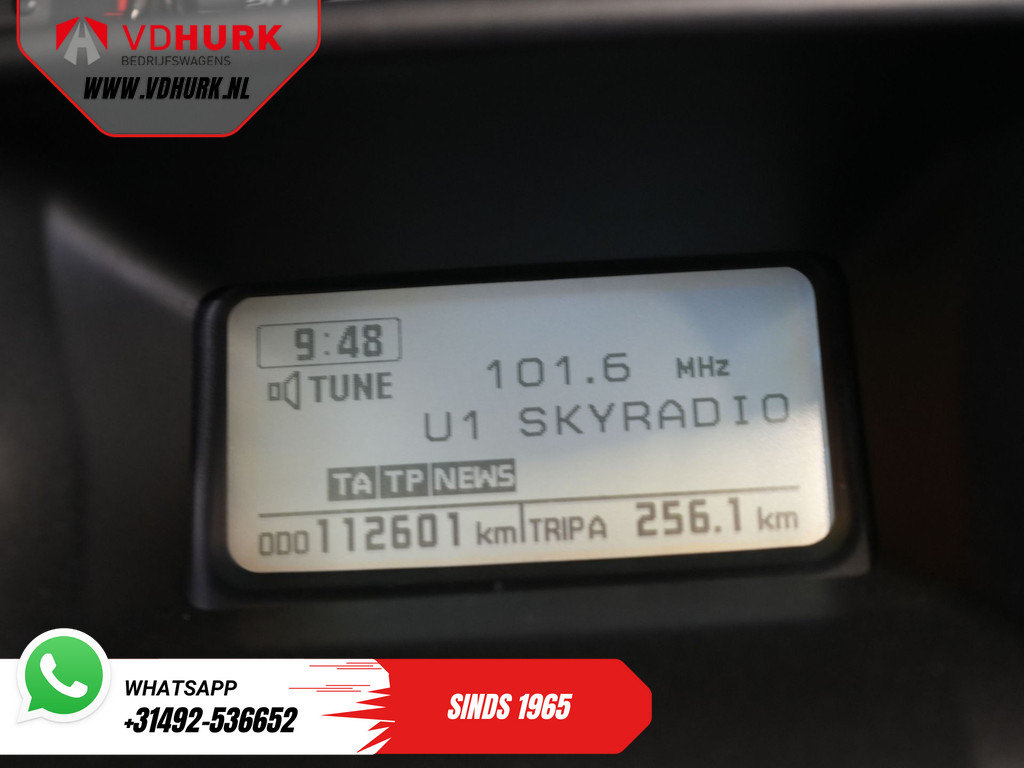 VDHURK
BEDRIJFSWAGENS
WWW.VDHURK.NL
9:48
TUNE
101.6 MHz
U1 SKYRADIO
TA TP NEWS
ODO 112601 km TRIP A 256.1 km
WHATSAPP
+31492-536652
SINDS 1965